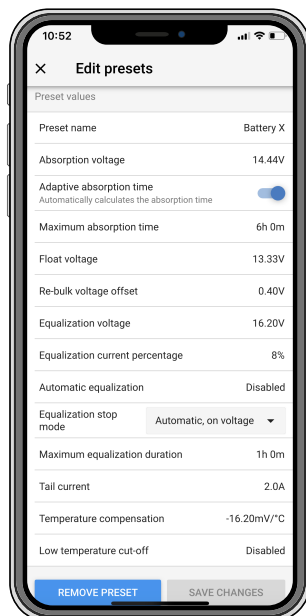 10:52
Edit presets
Preset values
Preset name Battery X
Absorption voltage 14.44V
Adaptive absorption time
Automatically calculates the absorption time
Maximum absorption time 6h 0m
Float voltage 13.33V
Re-bulk voltage offset 0.40V
Equalization voltage 16.20V
Equalization current percentage 8%
Automatic equalization Disabled
Equalization stop
mode Automatic, on voltage
Maximum equalization duration 1h 0m
Tail current 2.0A
Temperature compensation -16.20mV/°C
Low temperature cut-off Disabled
REMOVE PRESET SAVE CHANGES